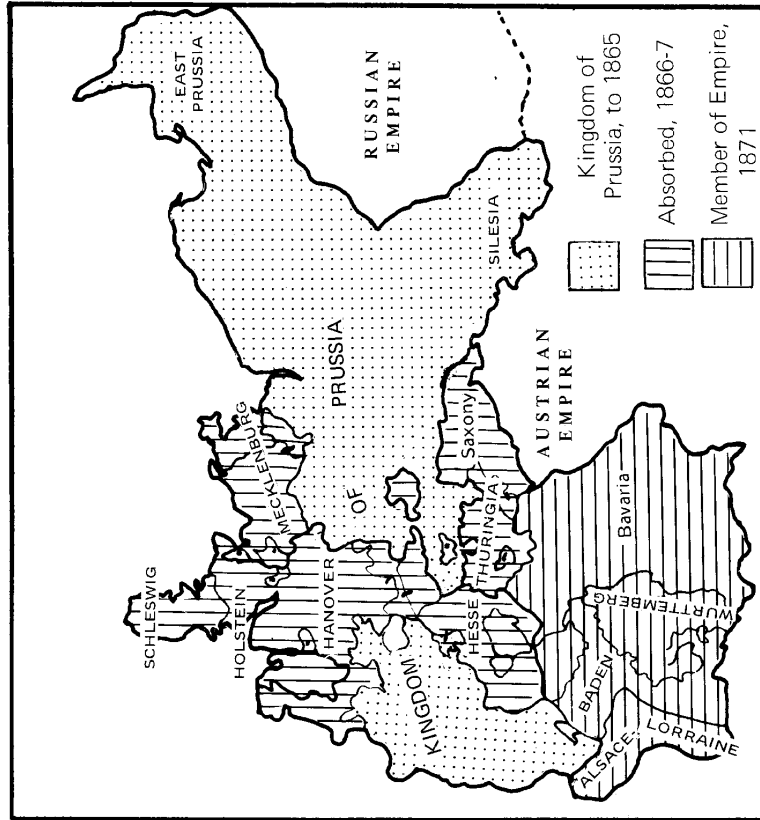 SCHLESWIG
HOLSTEIN
MECKLENBURG
EAST
PRUSSIA
HANOVER
KINGDOM
OF
PRUSSIA
RUSSIAN
EMPIRE
HESSE
THURINGIA
Saxony
SILESIA
AUSTRIAN
EMPIRE
ALSACE-
LORRAINE
BADEN
WURTTEMBERG
Bavaria
Kingdom of
Prussia, to 1865
Absorbed, 1866-7
Member of Empire,
1871